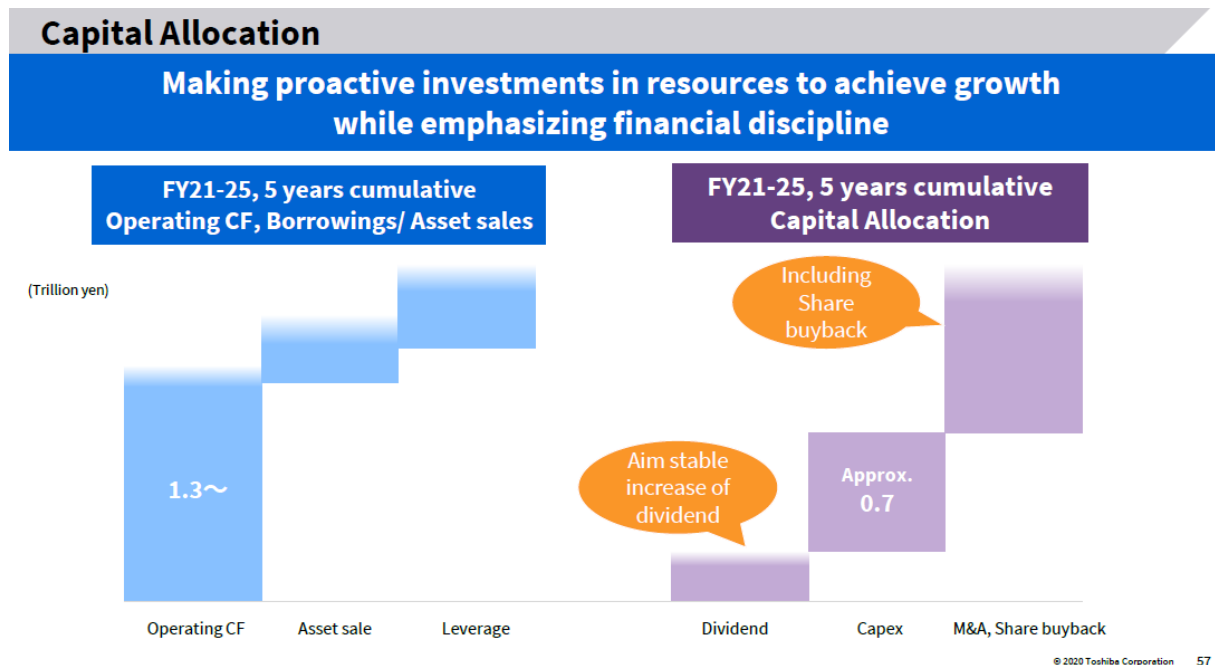 Capital Allocation
Making proactive investments in resources to achieve growth
while emphasizing financial discipline
FY21-25, 5 years cumulative
Operating CF, Borrowings/ Asset sales
(Trillion yen)
1.3～
Operating CF
Asset sale
Leverage
FY21-25, 5 years cumulative
Capital Allocation
Including
Share
buyback
Aim stable
increase of
dividend
Approx.
0.7
Dividend
Capex
M&A, Share buyback
© 2020 Toshiba Corporation
57